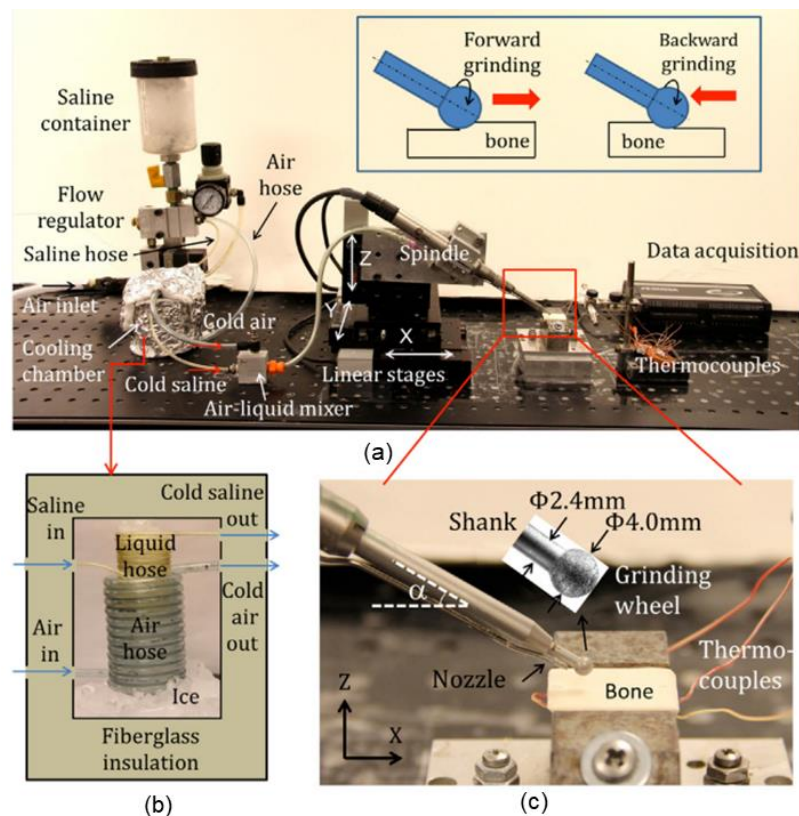 Saline
container
Flow
regulator
Saline hose
Air inlet
Cooling
chamber
Cold saline
Cold air
Air-liquid mixer
Air
hose
Forward
grinding
bone
Backward
grinding
bone
Spindle
Z
Y
X
Linear stages
Data acquisition
Thermocouples
(a)
Saline
in
Cold saline
out
Liquid
hose
Air
in
Air
hose
Cold
air
out
Ice
Fiberglass
insulation
(b)
Φ2.4mm
Shank
Φ4.0mm
Grinding
wheel
α
Nozzle
Thermo-
couples
Bone
Z
X
(c)